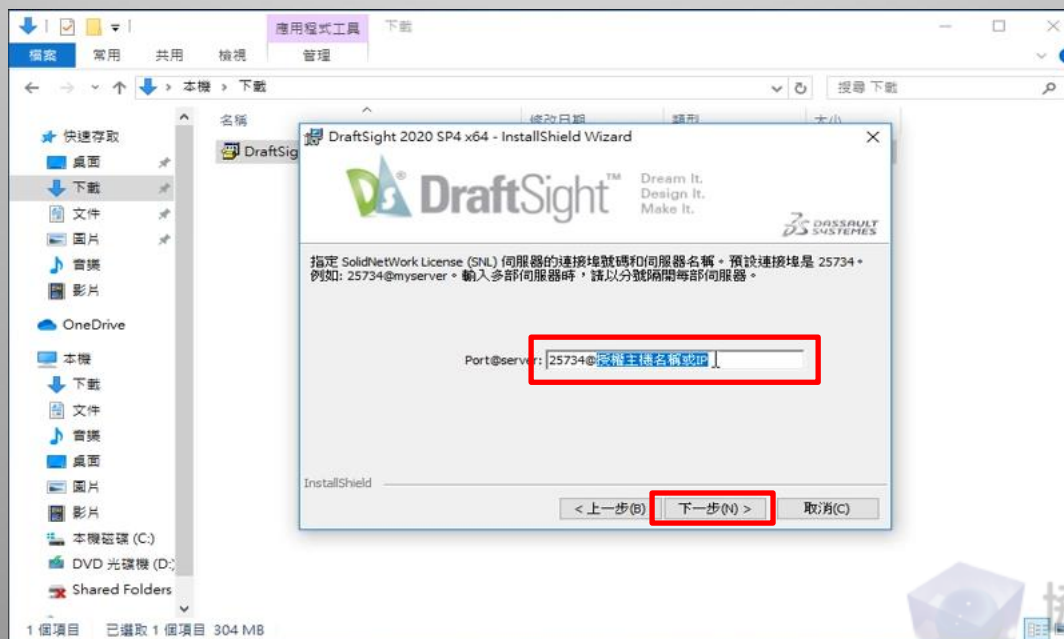 應用程式工具
下載
檔案
常用
共用
檢視
管理
本機 › 下載
搜尋 下載
名稱
修改日期
類型
大小
快速存取
桌面
下載
文件
圖片
音樂
影片
OneDrive
本機
下載
文件
音樂
桌面
圖片
影片
本機磁碟 (C:)
DVD 光碟機 (D:)
Shared Folders
DraftSig
DraftSight 2020 SP4 x64 - InstallShield Wizard
DS® DraftSight™
Dream It.
Design It.
Make It.
DASSAULT
SYSTEMES
指定 SolidNetWork License (SNL) 伺服器的連接埠號碼和伺服器名稱。預設連接埠是 25734。
例如: 25734@myserver。輸入多部伺服器時，請以分號隔開每部伺服器。
Port@server: 25734@授權主機名稱或IP
InstallShield
< 上一步(B)
下一步(N) >
取消(C)
1 個項目
已選取 1 個項目 304 MB